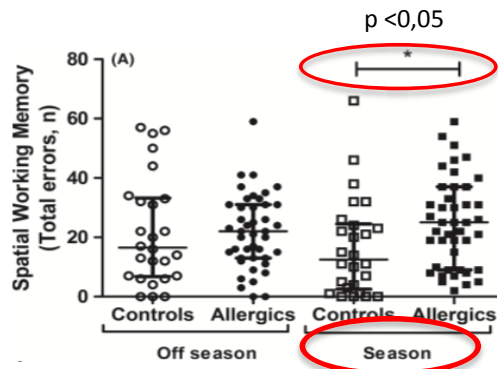 p <0,05
*
(A)
Spatial Working Memory
(Total errors, n)
80
60
40
20
0
Controls Allergics Controls Allergics
Off season Season